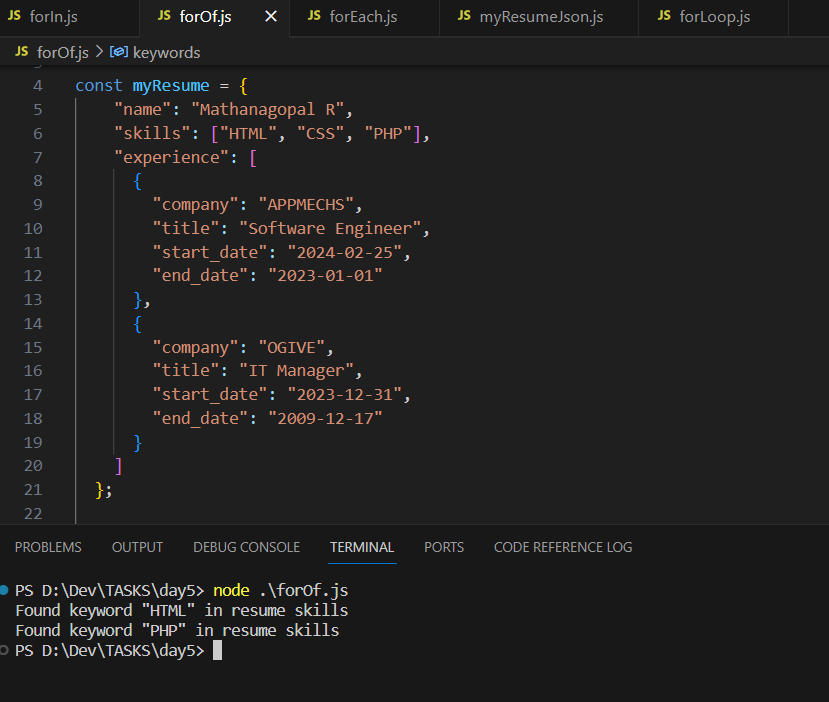 JS forIn.js JS forOf.js × JS forEach.js JS myResumeJson.js JS forLoop.js
JS forOf.js > keywords
4 const myResume = {
5 "name": "Mathanagopal R",
6 "skills": ["HTML", "CSS", "PHP"],
7 "experience": [
8 {
9 "company": "APPMECHS",
10 "title": "Software Engineer",
11 "start_date": "2024-02-25",
12 "end_date": "2023-01-01"
13 },
14 {
15 "company": "OGIVE",
16 "title": "IT Manager",
17 "start_date": "2023-12-31",
18 "end_date": "2009-12-17"
19 }
20 ]
21 };
22
PROBLEMS OUTPUT DEBUG CONSOLE TERMINAL PORTS CODE REFERENCE LOG
PS D:\Dev\TASKS\day5> node .\forOf.js
Found keyword "HTML" in resume skills
Found keyword "PHP" in resume skills
PS D:\Dev\TASKS\day5>